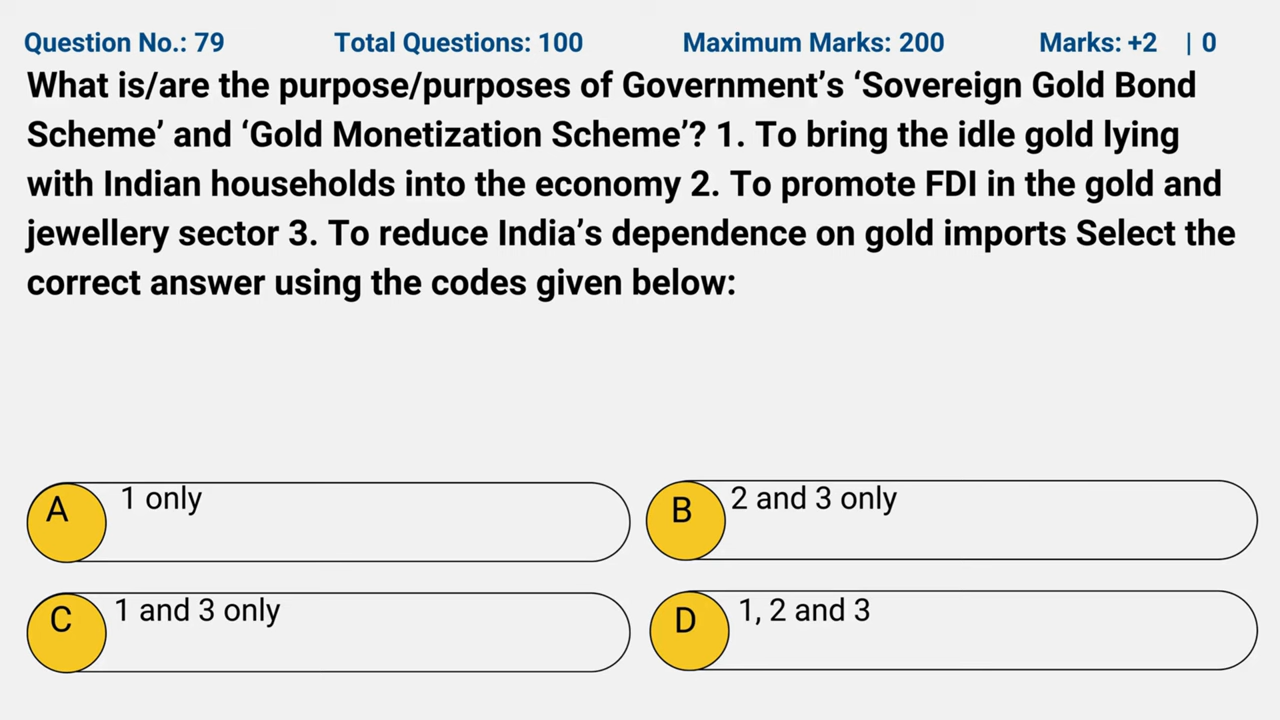 Question No.: 79 Total Questions: 100 Maximum Marks: 200 Marks: +2 | 0
What is/are the purpose/purposes of Government’s ‘Sovereign Gold Bond
Scheme’ and ‘Gold Monetization Scheme’? 1. To bring the idle gold lying
with Indian households into the economy 2. To promote FDI in the gold and
jewellery sector 3. To reduce India’s dependence on gold imports Select the
correct answer using the codes given below:
A 1 only
B 2 and 3 only
C 1 and 3 only
D 1, 2 and 3